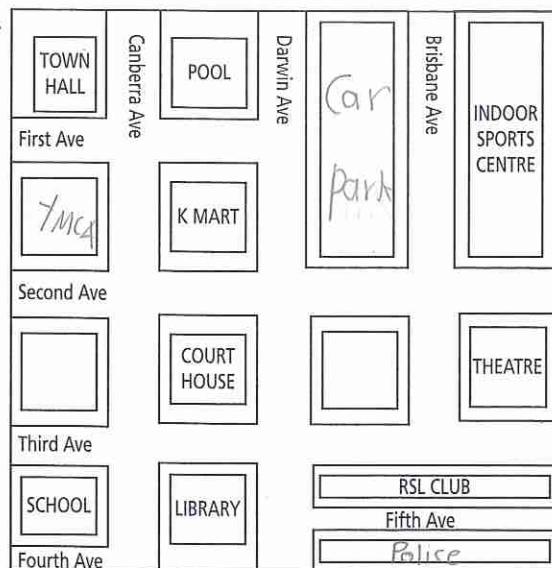 TOWN
HALL
Canberra Ave
POOL
Darwin Ave
Car
park
Brisbane Ave
INDOOR
SPORTS
CENTRE
First Ave
YMCA
K MART
Second Ave
COURT
HOUSE
THEATRE
Third Ave
SCHOOL
LIBRARY
RSL CLUB
Fifth Ave
Police
Fourth Ave